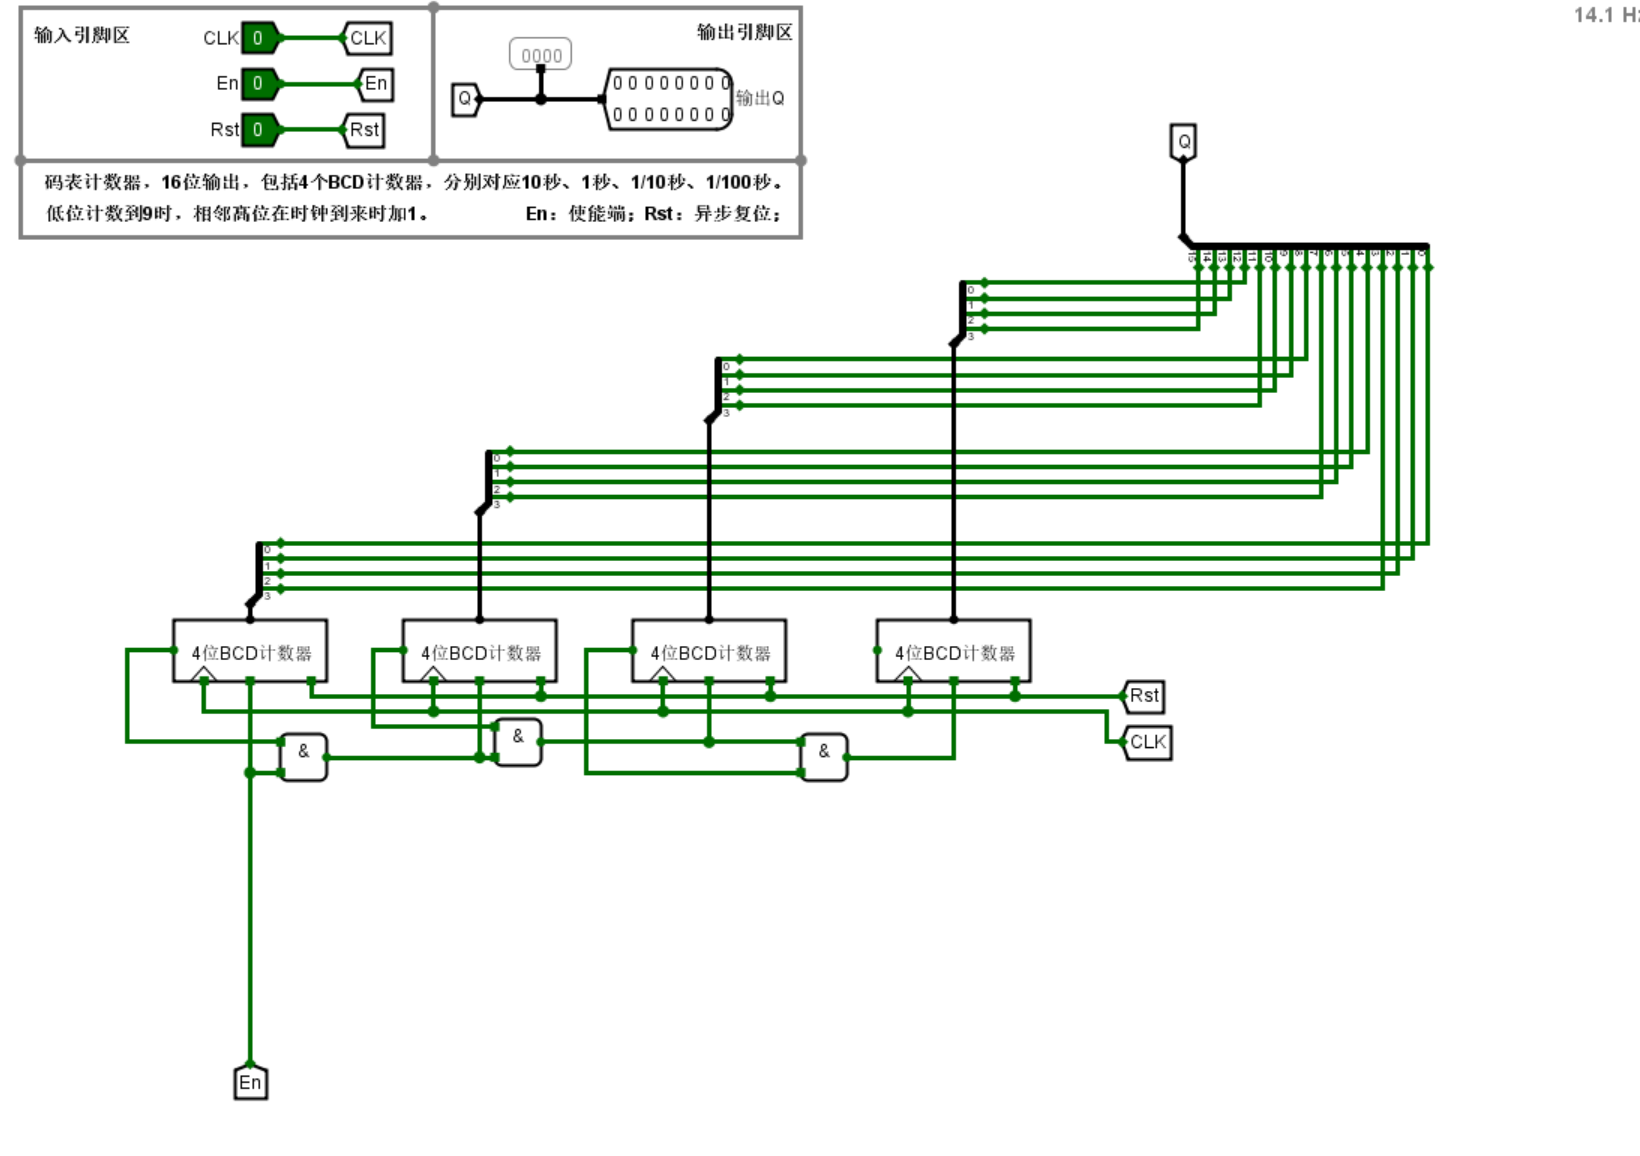 14.1 Hz
输入引脚区
CLK 0 CLK
En 0 En
Rst 0 Rst
输出引脚区
0000
Q
0 0 0 0 0 0 0 0
0 0 0 0 0 0 0 0
输出Q
码表计数器，16位输出，包括4个BCD计数器，分别对应10秒、1秒、1/10秒、1/100秒。
低位计数到9时，相邻高位在时钟到来时加1。 En：使能端；Rst：异步复位；
Q
15 14 13 12 11 10 9 8 7 6 5 4 3 2 1 0
0
1
2
3
0
1
2
3
0
1
2
3
0
1
2
3
4位BCD计数器 4位BCD计数器 4位BCD计数器 4位BCD计数器
Rst
CLK
& & &
En